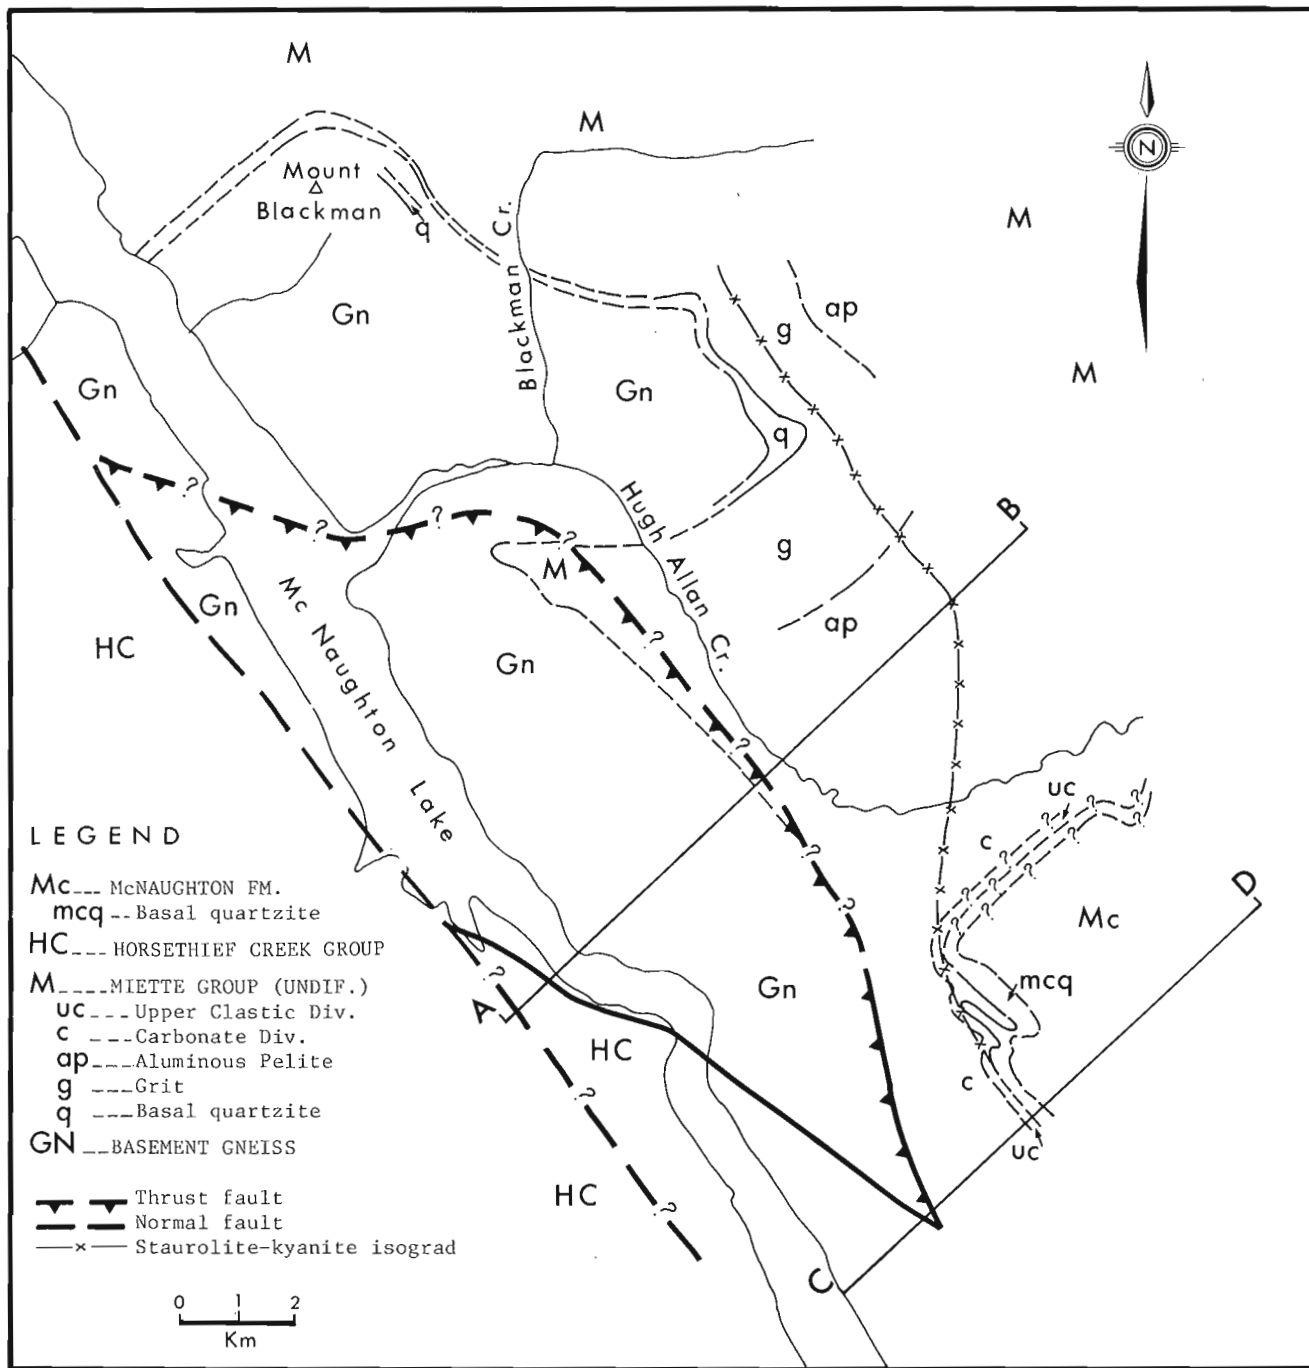 M
M
N
Mount
Blackman
q
Blackman Cr.
M
Gn
g
ap
M
Gn
Gn
q
B
Hugh Allan Cr.
g
M
Mc Naughton Lake
Gn
ap
HC
Gn
uc
c
D
Mc
mcq
Gn
A
HC
c
uc
HC
C
LEGEND
Mc --- McNAUGHTON FM.
mcq -- Basal quartzite
HC --- HORSETHIEF CREEK GROUP
M ---- MIETTE GROUP (UNDIF.)
uc --- Upper Clastic Div.
c --- Carbonate Div.
ap --- Aluminous Pelite
g --- Grit
q --- Basal quartzite
GN -- BASEMENT GNEISS
Thrust fault
Normal fault
—x— Staurolite-kyanite isograd
0 1 2
Km